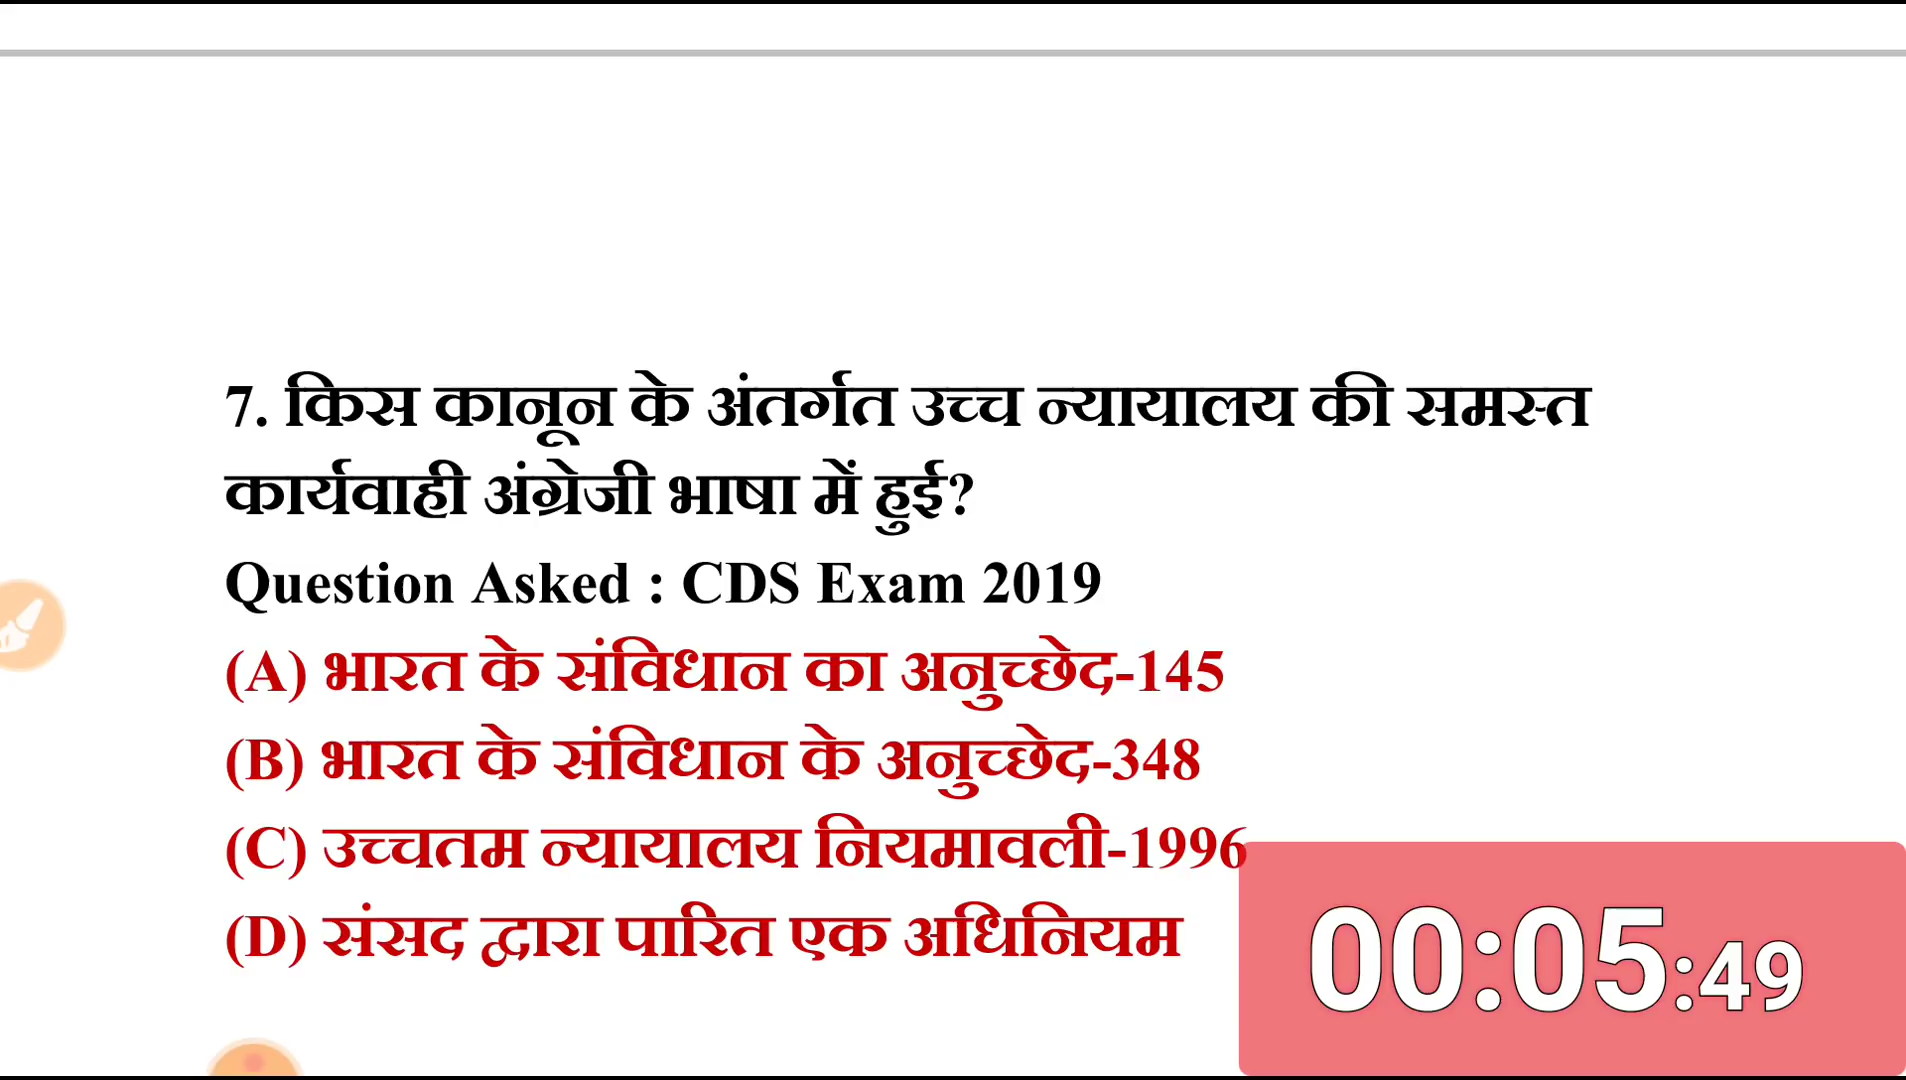 7. किस कानून के अंतर्गत उच्च न्यायालय की समस्त
कार्यवाही अंग्रेजी भाषा में हुई?
Question Asked : CDS Exam 2019
(A) भारत के संविधान का अनुच्छेद-145
(B) भारत के संविधान के अनुच्छेद-348
(C) उच्चतम न्यायालय नियमावली-1996
(D) संसद द्वारा पारित एक अधिनियम
00:05:49